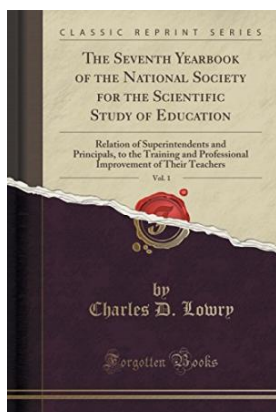 CLASSIC REPRINT SERIES
THE SEVENTH YEARBOOK
OF THE NATIONAL SOCIETY
FOR THE SCIENTIFIC
STUDY OF EDUCATION
Relation of Superintendents and
Principals, to the Training and Professional
Improvement of Their Teachers
Vol. 1
by
Charles D. Lowry
Forgotten Books